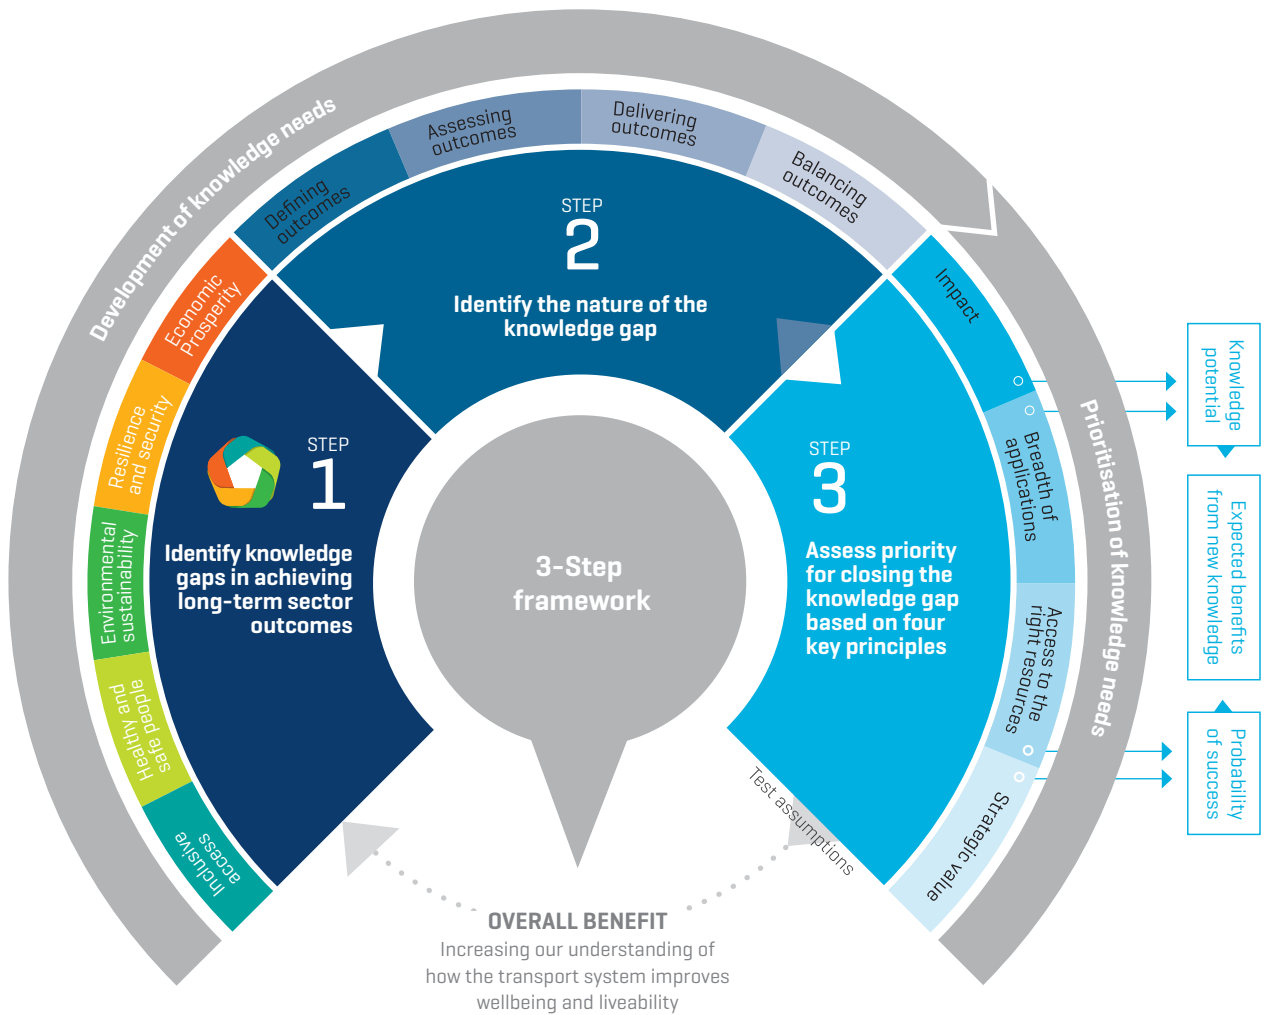 Development of knowledge needs
Defining
outcomes
Assessing
outcomes
Delivering
outcomes
Balancing
outcomes
Economic
Prosperity
Resilience
and security
Environmental
sustainability
Healthy and
safe people
Inclusive
access
STEP
1
Identify knowledge
gaps in achieving
long-term sector
outcomes
STEP
2
Identify the nature of the
knowledge gap
STEP
3
Assess priority
for closing the
knowledge gap
based on four
key principles
3-Step
framework
Impact
Breadth of
applications
Access to the
right resources
Strategic value
Prioritisation of knowledge needs
Knowledge
potential
Expected benefits
from new knowledge
Probability
of success
Test assumptions
OVERALL BENEFIT
Increasing our understanding of
how the transport system improves
wellbeing and liveability